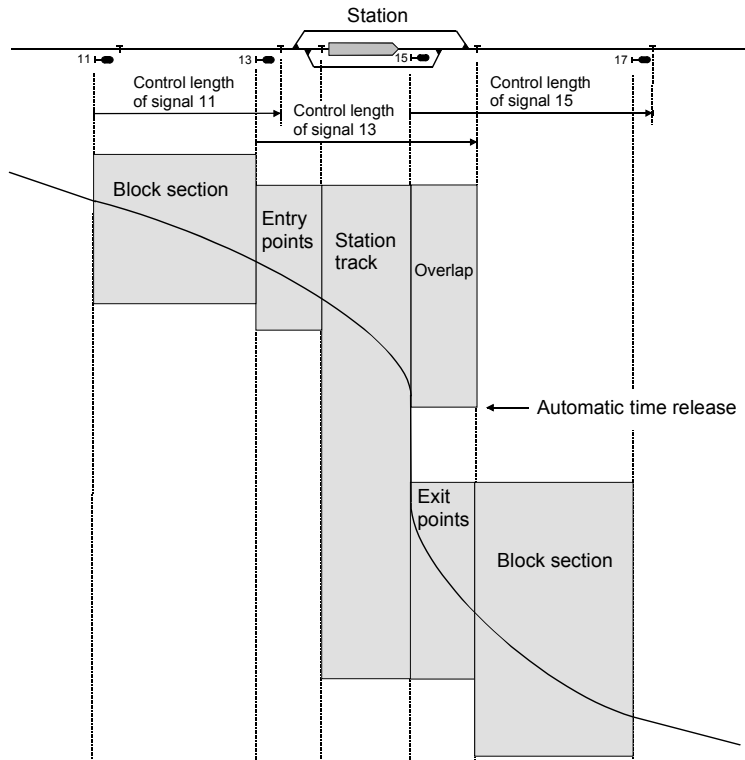 Station
11
13
15
17
Control length
of signal 11
Control length
of signal 13
Control length
of signal 15
Block section
Entry
points
Station
track
Overlap
Automatic time release
Exit
points
Block section